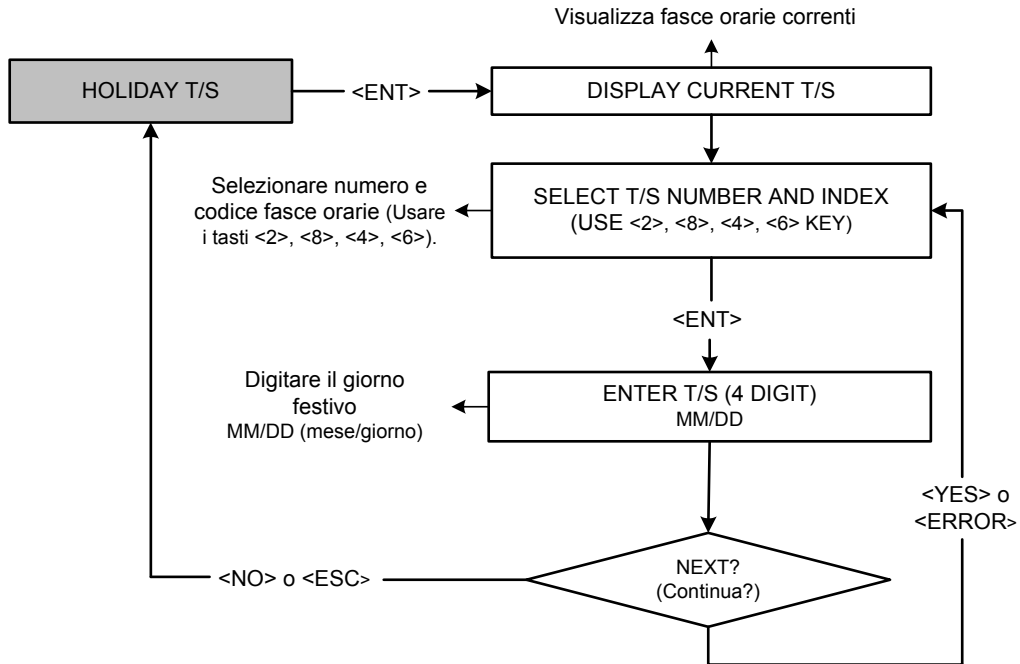 Visualizza fasce orarie correnti
HOLIDAY T/S
<ENT>
DISPLAY CURRENT T/S
Selezionare numero e
codice fasce orarie (Usare
i tasti <2>, <8>, <4>, <6>).
SELECT T/S NUMBER AND INDEX
(USE <2>, <8>, <4>, <6> KEY)
<ENT>
Digitare il giorno
festivo
MM/DD (mese/giorno)
ENTER T/S (4 DIGIT)
MM/DD
<YES> o
<ERROR>
<NO> o <ESC>
NEXT?
(Continua?)